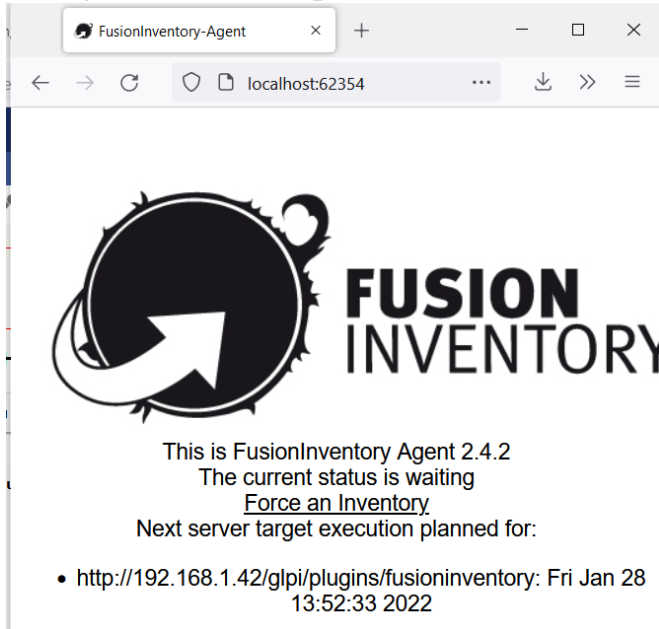 FusionInventory-Agent
localhost:62354
FUSION
INVENTORY
This is FusionInventory Agent 2.4.2
The current status is waiting
Force an Inventory
Next server target execution planned for:
• http://192.168.1.42/glpi/plugins/fusioninventory: Fri Jan 28
13:52:33 2022